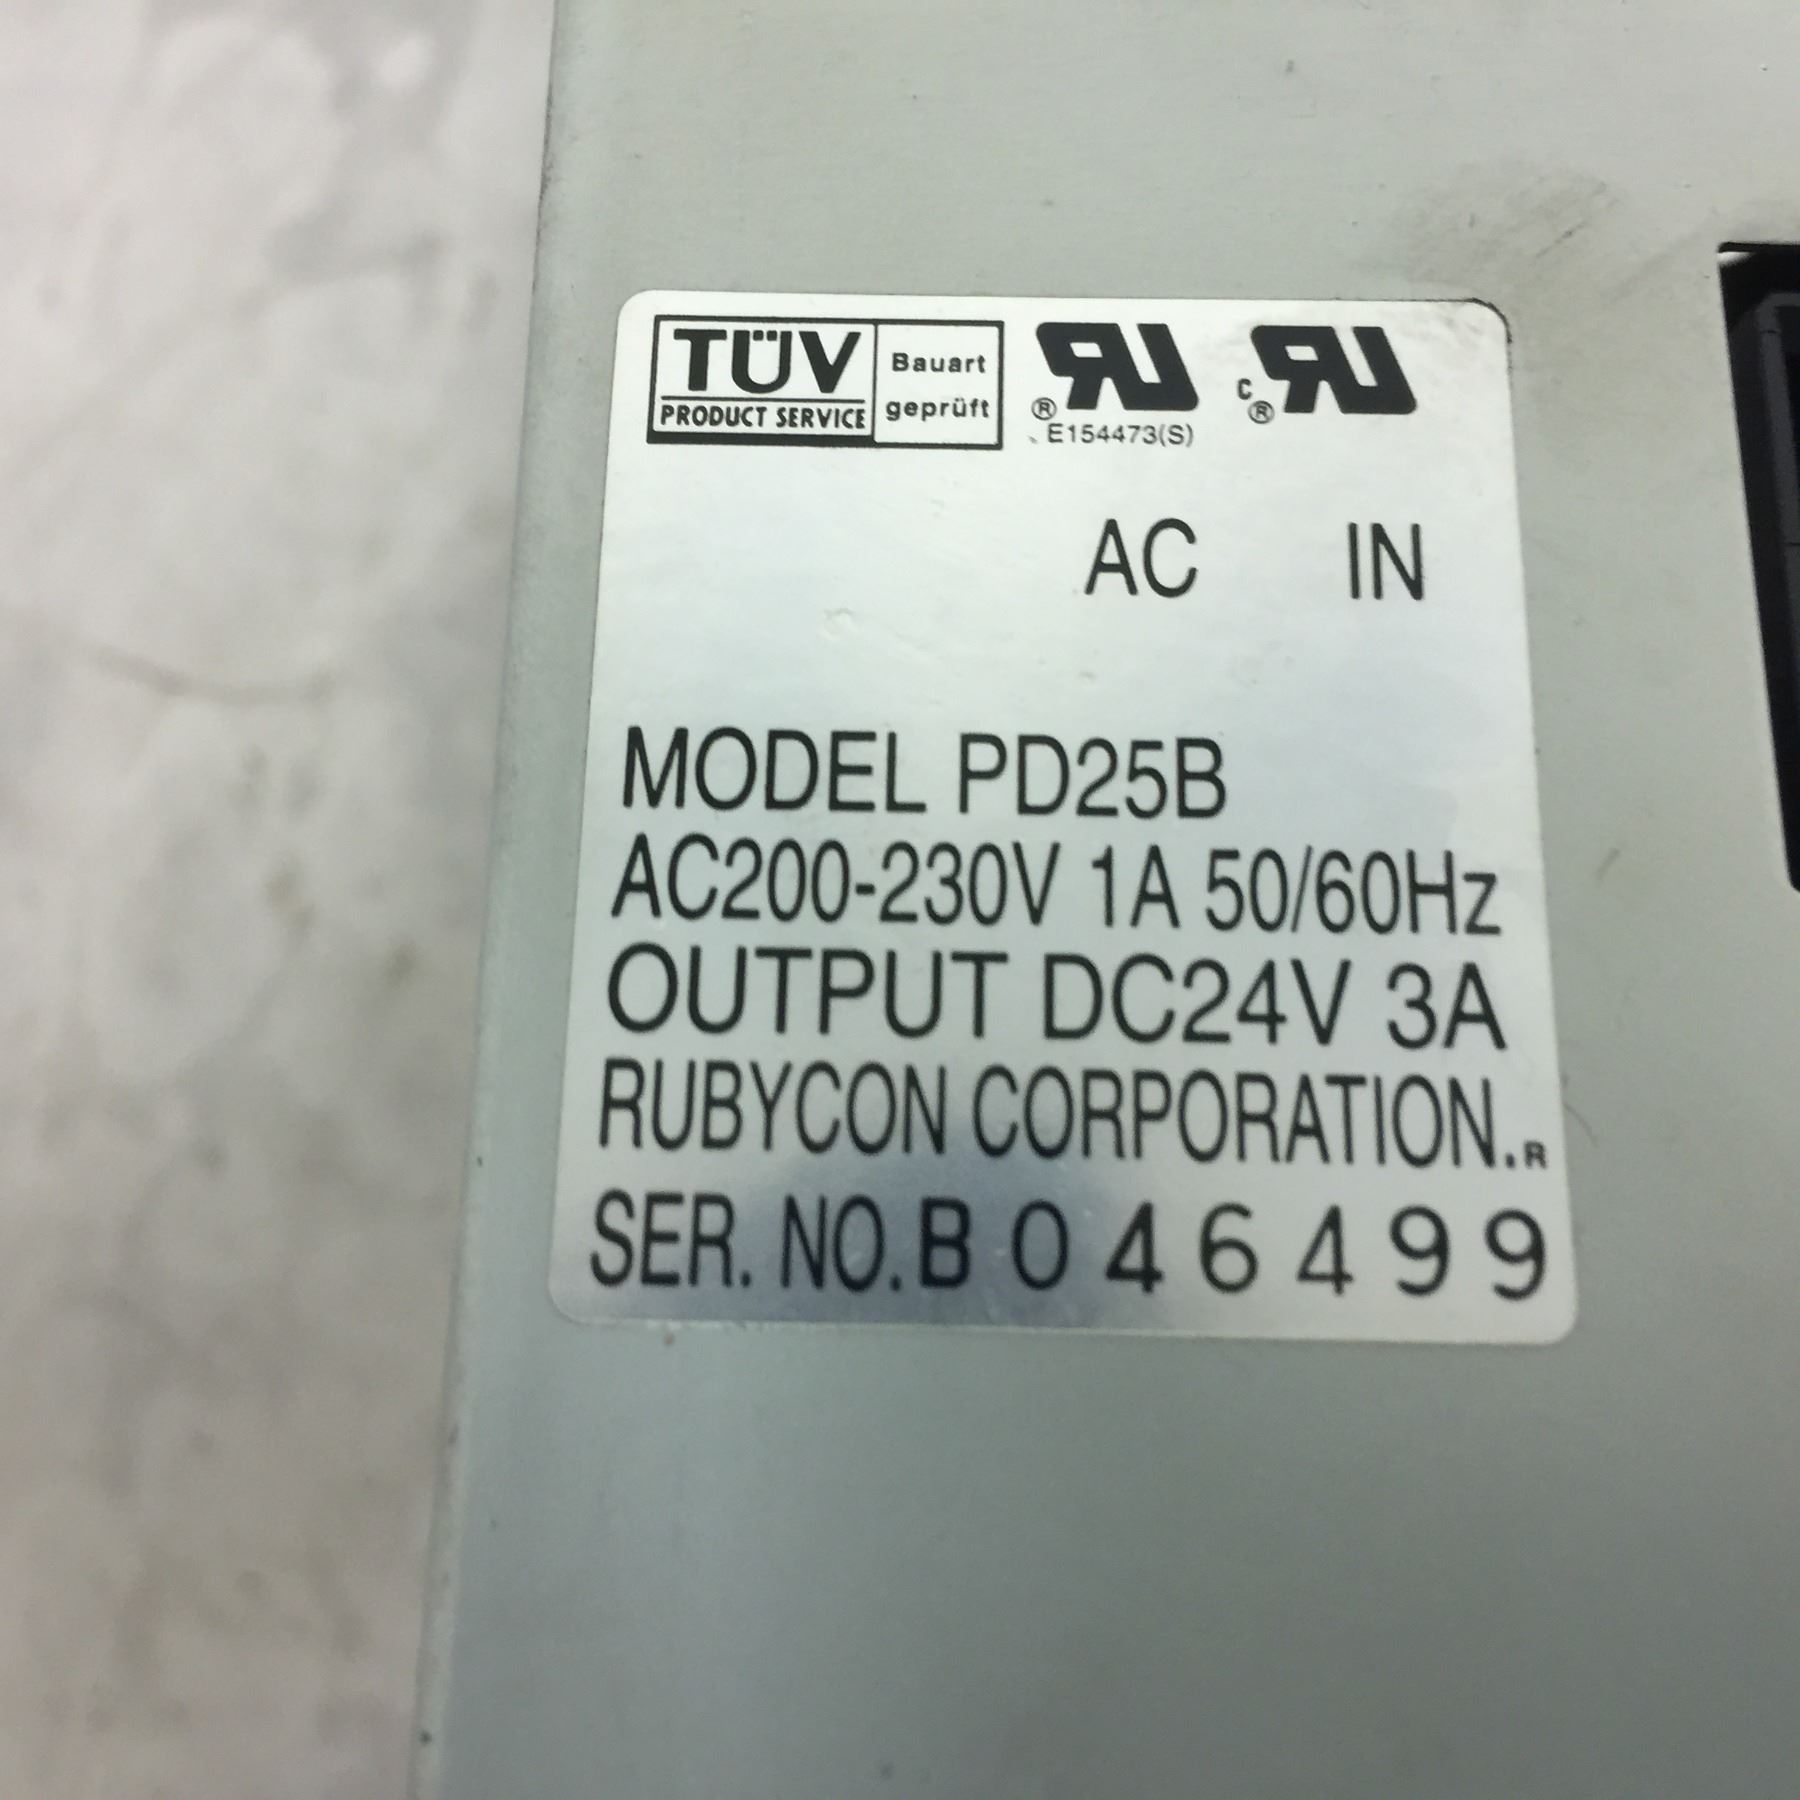 TÜV
PRODUCT SERVICE
Bauart
geprüft
®
E154473(S)
C ®
AC IN
MODEL PD25B
AC200-230V 1A 50/60Hz
OUTPUT DC24V 3A
RUBYCON CORPORATION.R
SER. NO.B 0 4 6 4 9 9